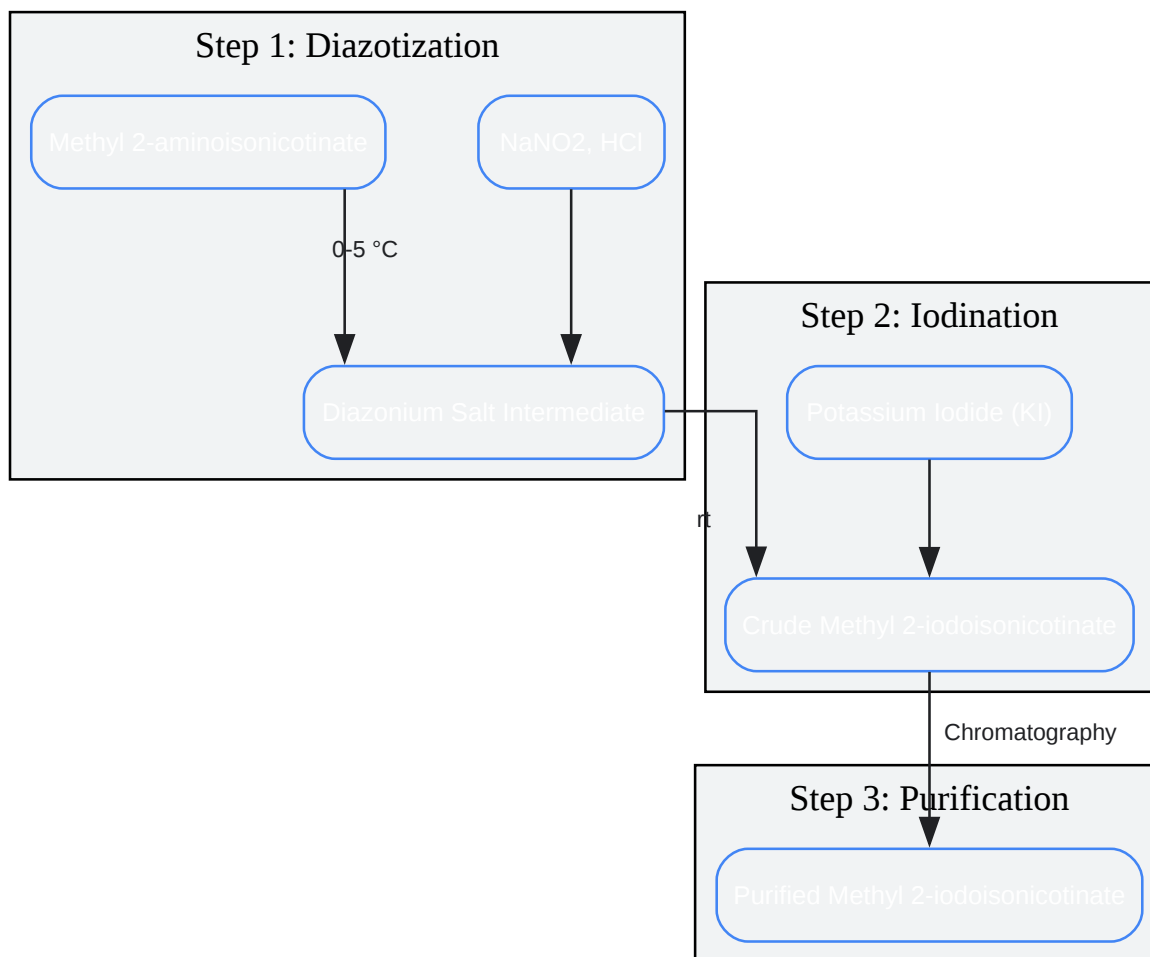 Step 1: Diazotization
Methyl 2-aminoisonicotinate
NaNO2, HCl
0-5 °C
Diazonium Salt Intermediate
Step 2: Iodination
Potassium Iodide (KI)
rt
Crude Methyl 2-iodoisonicotinate
Chromatography
Step 3: Purification
Purified Methyl 2-iodoisonicotinate